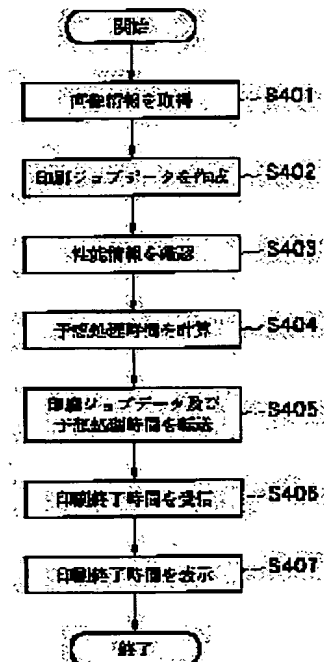 開始
画像情報を取得
S401
印刷ジョブデータを作成
S402
性能情報を確認
S403
予想処理時間を計算
S404
印刷ジョブデータ及び
予想処理時間を転送
S405
印刷終了時間を受信
S406
印刷終了時間を表示
S407
終了